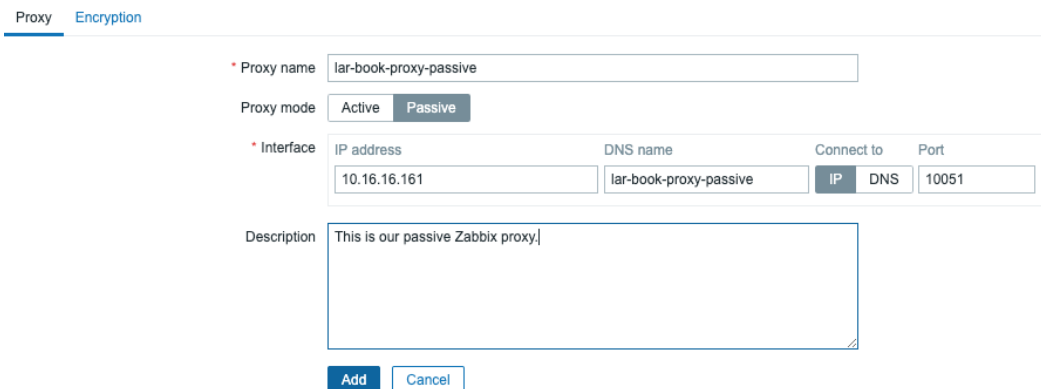 Proxy Encryption
* Proxy name lar-book-proxy-passive
Proxy mode Active Passive
* Interface IP address DNS name Connect to Port
10.16.16.161 lar-book-proxy-passive IP DNS 10051
Description This is our passive Zabbix proxy.
Add Cancel